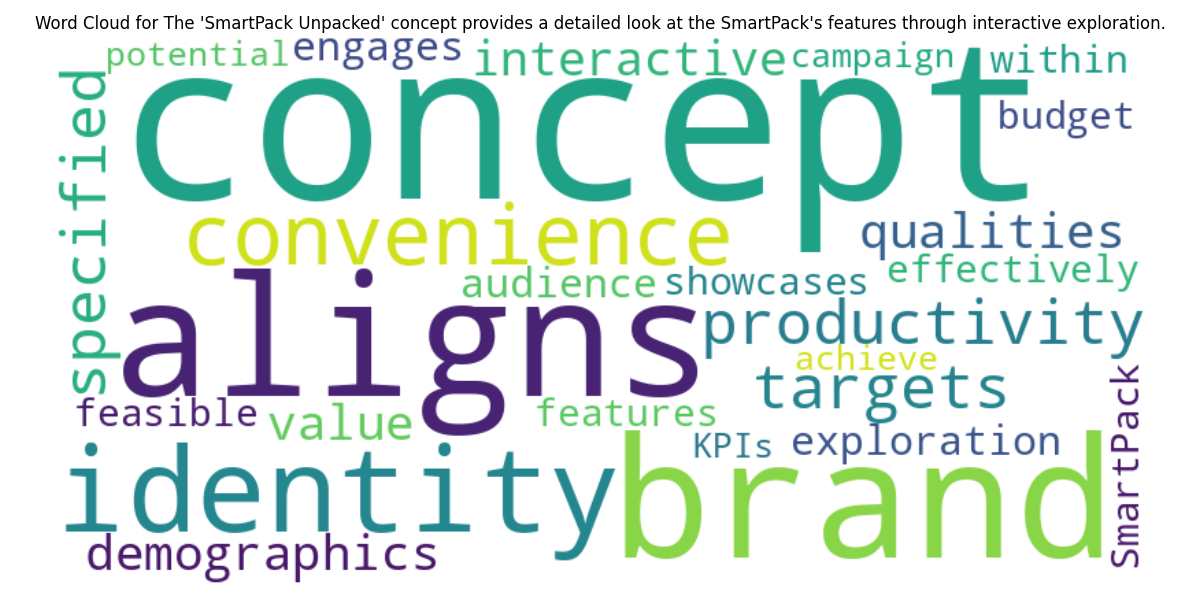 Word Cloud for The 'SmartPack Unpacked' concept provides a detailed look at the SmartPack's features through interactive exploration.
potential
engages
interactive
campaign
within
specified
concept
budget
convenience
qualities
audience
showcases
effectively
aligns
productivity
achieve
targets
feasible
value
features
SmartPack
KPIs
exploration
identity
brand
demographics